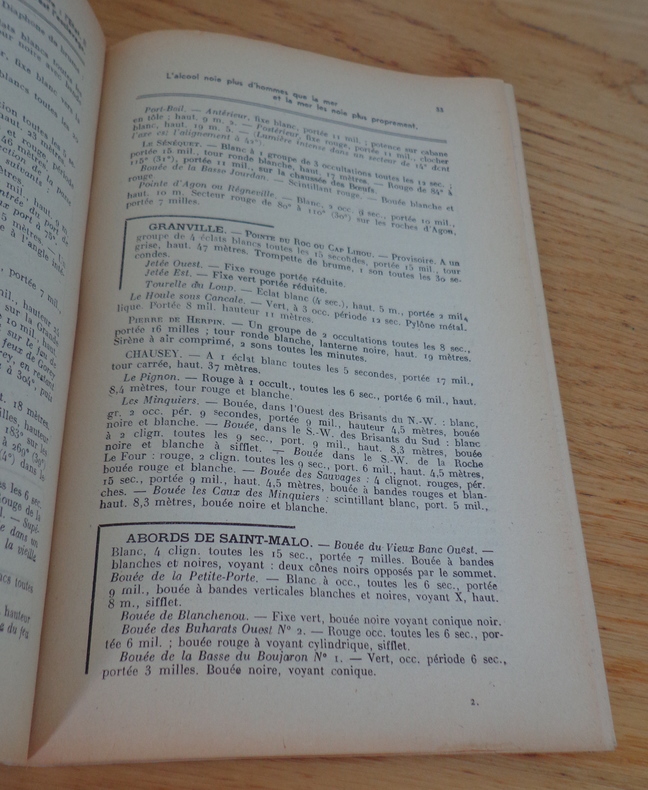 L'alcool noie plus d'hommes que la mer
et la mer les noie plus proprement.
Port-Bail. — Antérieur, fixe blanc, portée 11 mil. ; potence sur cabane
en tôle ; haut. 9 m. 2. — Postérieur, fixe rouge, portée 11 mil., clocher
blanc, haut. 19 m. 5. — (Lumière intense dans un secteur de 14° dont
l'axe est l'alignement à 42°).
LE SÉNÉQUET. — Blanc à 1 groupe de 3 occultations toutes les 12 sec. à
portée 15 mil., tour ronde blanche, haut. 17 mètres. — Rouge de 84° à
115° (31°), portée 11 mil., sur la chaussée des Bœufs.
Bouée de la Basse Jourdan. — Scintillant rouge. — Bouée blanche et
rouge.
Pointe d'Agon ou Régneville. — Blanc, 2 occ. 9 sec., portée 10 mil.,
haut. 10 m. Secteur rouge de 80° à 110° (30°) sur les roches d'Agon,
portée 7 milles.
GRANVILLE. — POINTE DU ROC OU CAP LIHOU. — Provisoire. A un
groupe de 4 éclats blancs toutes les 15 secondes, portée 15 mil., tour
grise, haut. 47 mètres. Trompette de brume, 1 son toutes les 30 se-
condes.
Jetée Ouest. — Fixe rouge portée réduite.
Jetée Est. — Fixe vert portée réduite.
Tourelle du Loup. — Eclat blanc (4 sec.), haut. 5 m., portée 2 mil.
Le Houle sous Cancale. — Vert, à 3 occ. période 12 sec. Pylône métal.
lique. Portée 8 mil. hauteur 11 mètres.
PIERRE DE HERPIN. — Un groupe de 2 occultations toutes les 8 sec.,
portée 16 milles ; tour ronde blanche, lanterne noire, haut. 19 mètres.
Sirène à air comprimé, 2 sons toutes les minutes.
CHAUSEY. — A 1 éclat blanc toutes les 5 secondes, portée 17 mil.,
tour carrée, haut. 37 mètres.
Le Pignon. — Rouge à 1 occult., toutes les 6 sec., portée 6 mil., haut.
8,4 mètres, tour rouge et blanche.
Les Minquiers. — Bouée, dans l'Ouest des Brisants du N.-W. : blanc,
gr. 2 occ. pér. 9 secondes, portée 9 mil., hauteur 4,5 mètres, bouée
noire et blanche. — Bouée, dans le S.-W. des Brisants du Sud : blanc
à 2 clign. toutes les 9 sec., port. 9 mil., haut. 8,3 mètres, bouée
noire et blanche à sifflet. — Bouée dans le S.-W. de la Roche
Le Four : rouge, 2 clign. toutes les 9 sec., port. 6 mil., haut. 4,5 mètres,
bouée rouge et blanche. — Bouée des Sauvages : 4 clignot. rouges, pér.
15 sec., portée 9 mil., haut. 4,5 mètres, bouée à bandes rouges et blan-
ches. — Bouée les Caux des Minquiers : scintillant blanc, port. 5 mil.,
haut. 8,3 mètres, bouée noire et blanche.
ABORDS DE SAINT-MALO. — Bouée du Vieux Banc Ouest. —
Blanc, 4 clign. toutes les 15 sec., portée 7 milles. Bouée à bandes
blanches et noires, voyant : deux cônes noirs opposés par le sommet.
Bouée de la Petite-Porte. — Blanc à occ., toutes les 6 sec., portée
9 mil., bouée à bandes verticales blanches et noires, voyant X, haut.
8 m., sifflet.
Bouée de Blanchenou. — Fixe vert, bouée noire voyant conique noir.
Bouée des Buharats Ouest N° 2. — Rouge occ. toutes les 6 sec., por-
tée 6 mil. ; bouée rouge à voyant cylindrique, sifflet.
Bouée de la Basse du Boujaron N° 1. — Vert, occ. période 6 sec.,
portée 3 milles. Bouée noire, voyant conique.
2.